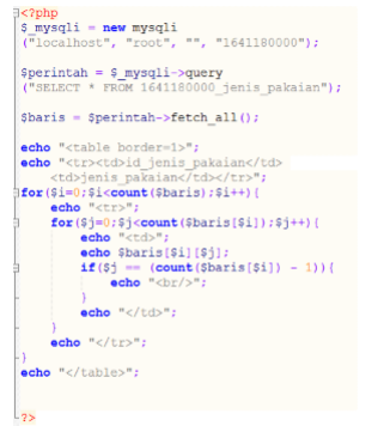 <?php
$_mysqli = new mysqli
("localhost", "root", "", "1641180000");
$perintah = $_mysqli->query
("SELECT * FROM 1641180000_jenis_pakaian");
$baris = $perintah->fetch_all();
echo "<table border=1>";
echo "<tr><td>id_jenis_pakaian</td>
<td>jenis_pakaian</td></tr>";
for($i=0;$i<count($baris);$i++){
echo "<tr>";
for($j=0;$j<count($baris[$i]);$j++){
echo "<td>";
echo $baris[$i][$j];
if($j == (count($baris[$i]) - 1)){
echo "<br/>";
}
echo "</td>";
}
echo "</tr>";
}
echo "</table>";
?>